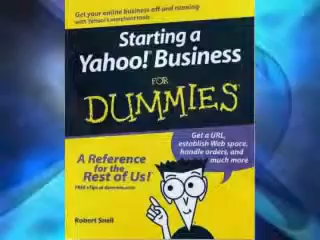 Get your online business off and running
with Yahoo!'s merchant tools
Starting a
Yahoo!® Business
FOR
DUMMIES®
Get a URL,
establish Web space,
handle orders, and
much more
A Reference
for the
Rest of Us!
FREE eTips at dummies.com
Robert Snell